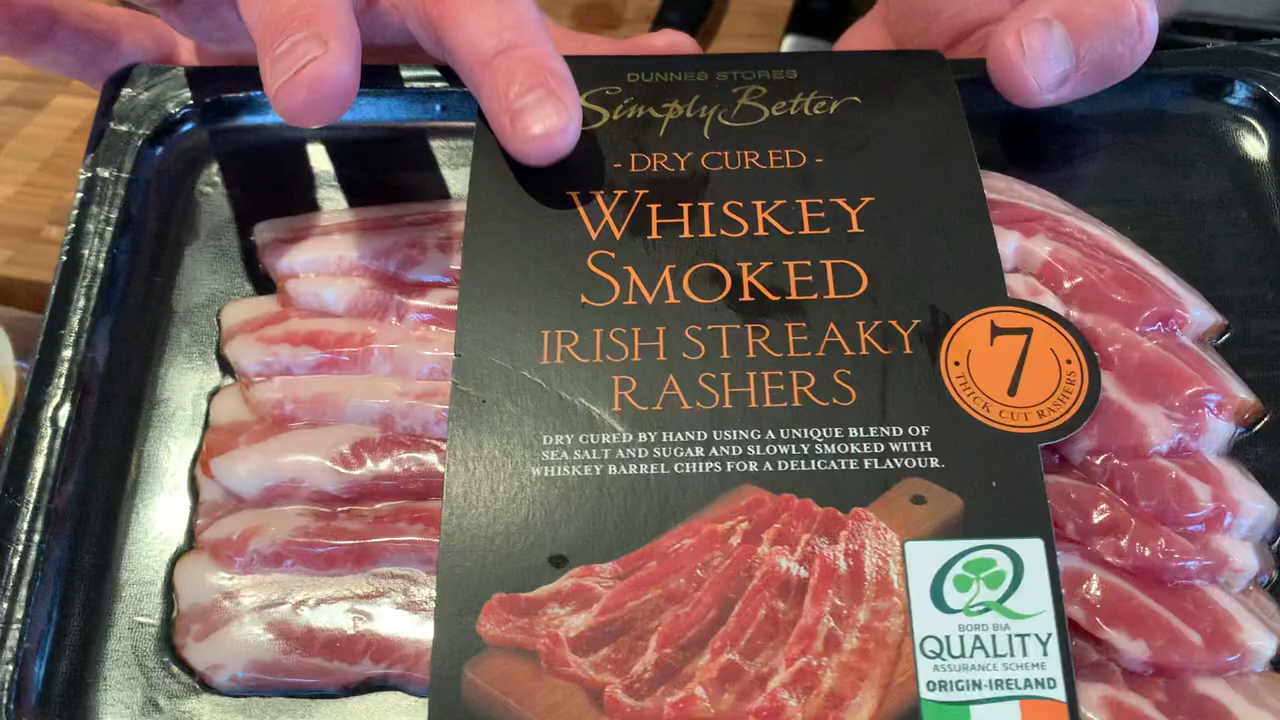 DUNNES STORES
Simply Better
- DRY CURED -
WHISKEY
SMOKED
IRISH STREAKY
RASHERS
7
THICK CUT RASHERS
DRY CURED BY HAND USING A UNIQUE BLEND OF
SEA SALT AND SUGAR AND SLOWLY SMOKED WITH
WHISKEY BARREL CHIPS FOR A DELICATE FLAVOUR.
BORD BIA
QUALITY
ASSURANCE SCHEME
ORIGIN-IRELAND